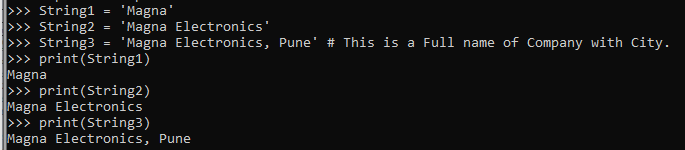 >>> String1 = 'Magna'
>>> String2 = 'Magna Electronics'
>>> String3 = 'Magna Electronics, Pune' # This is a Full name of Company with City.
>>> print(String1)
Magna
>>> print(String2)
Magna Electronics
>>> print(String3)
Magna Electronics, Pune